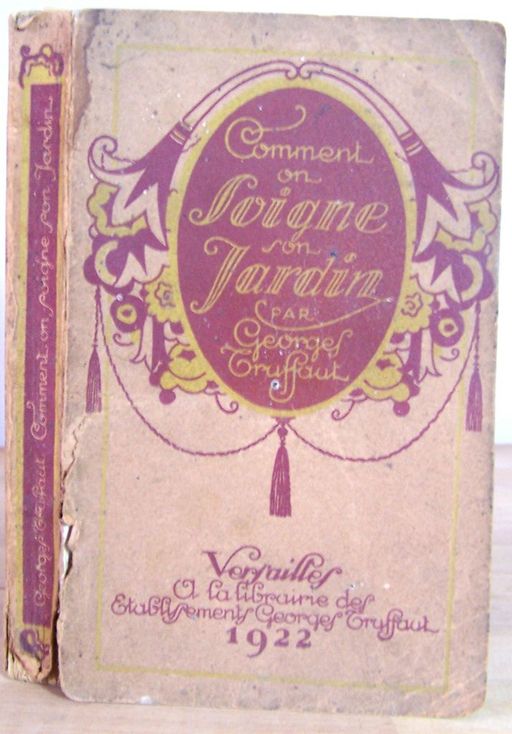 Comment
on
Soigne
son
Jardin
PAR
Georges
Truffaut
Versailles
A la librairie des
Etablissements Georges Truffaut
1922
Georges Truffaut Comment on soigne son Jardin